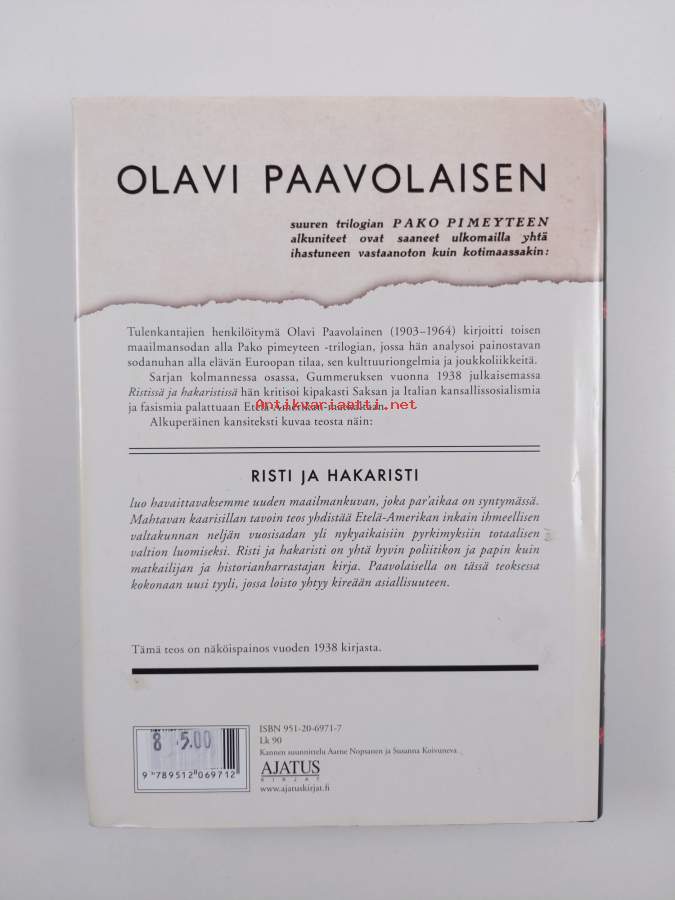 OLAVI PAAVOLAISEN
suuren trilogian PAKO PIMEYTEEN
alkuniteet ovat saaneet ulkomailla yhtä
ihastuneen vastaanoton kuin kotimaassakin:
Tulenkantajien henkilöitymä Olavi Paavolainen (1903–1964) kirjoitti toisen
maailmansodan alla Pako pimeyteen -trilogian, jossa hän analysoi painostavan
sodanuhan alla elävän Euroopan tilaa, sen kulttuuriongelmia ja joukkoliikkeitä.
Sarjan kolmannessa osassa, Gummeruksen vuonna 1938 julkaisemassa
Ristissä ja hakaristissä hän kritisoi kipakasti Saksan ja Italian kansallissosialismia
ja fasismia palattuaan Etelä-Amerikan-matkaltaan.
Antikvariaatti.net
Alkuperäinen kansiteksti kuvaa teosta näin:
RISTI JA HAKARISTI
luo havaittavaksemme uuden maailmankuvan, joka par'aikaa on syntymässä.
Mahtavan kaarisillan tavoin teos yhdistää Etelä-Amerikan inkain ihmeellisen
valtakunnan neljän vuosisadan yli nykyaikaisiin pyrkimyksiin totaalisen
valtion luomiseksi. Risti ja hakaristi on yhtä hyvin poliitikon ja papin kuin
matkailijan ja historianharrastajan kirja. Paavolaisella on tässä teoksessa
kokonaan uusi tyyli, jossa loisto yhtyy kireään asiallisuuteen.
Tämä teos on näköispainos vuoden 1938 kirjasta.
8 5.00
9 789512 069712
ISBN 951-20-6971-7
Lk 90
Kannen suunnittelu Aarne Nopsanen ja Susanna Koivuneva
AJATUS
KIRJAT
www.ajatuskirjat.fi